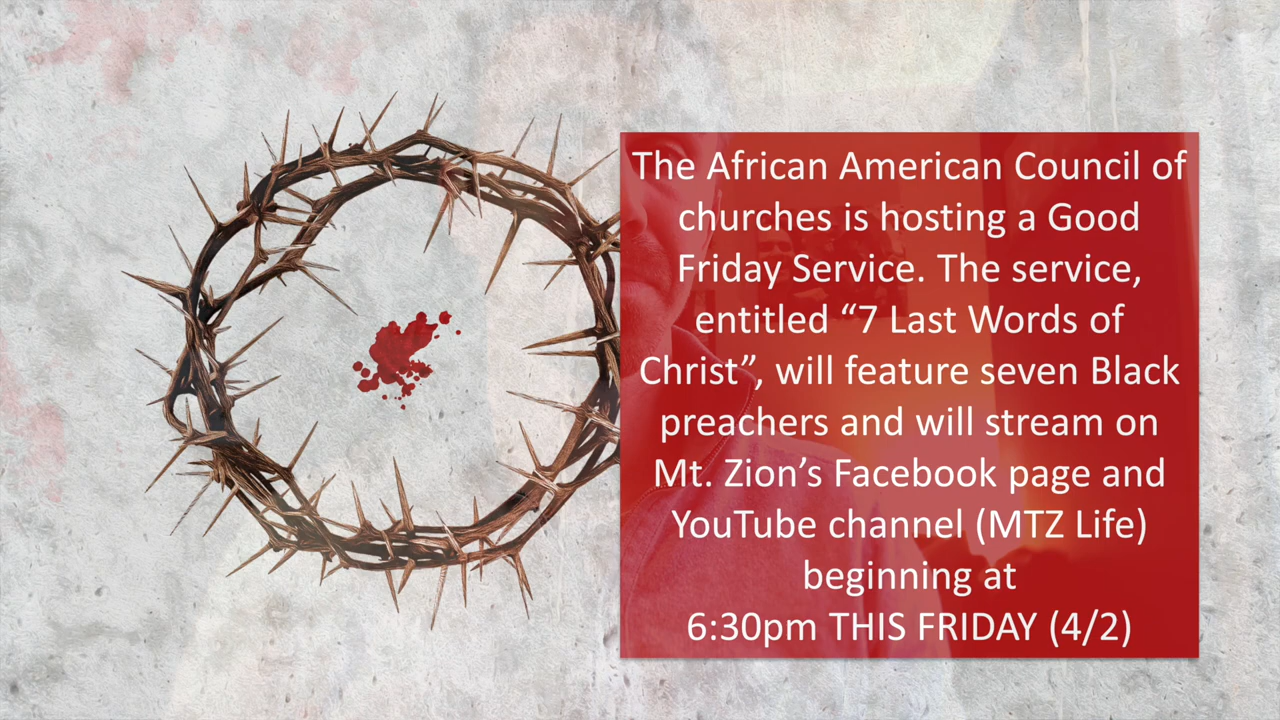 The African American Council of
churches is hosting a Good
Friday Service. The service,
entitled “7 Last Words of
Christ”, will feature seven Black
preachers and will stream on
Mt. Zion’s Facebook page and
YouTube channel (MTZ Life)
beginning at
6:30pm THIS FRIDAY (4/2)